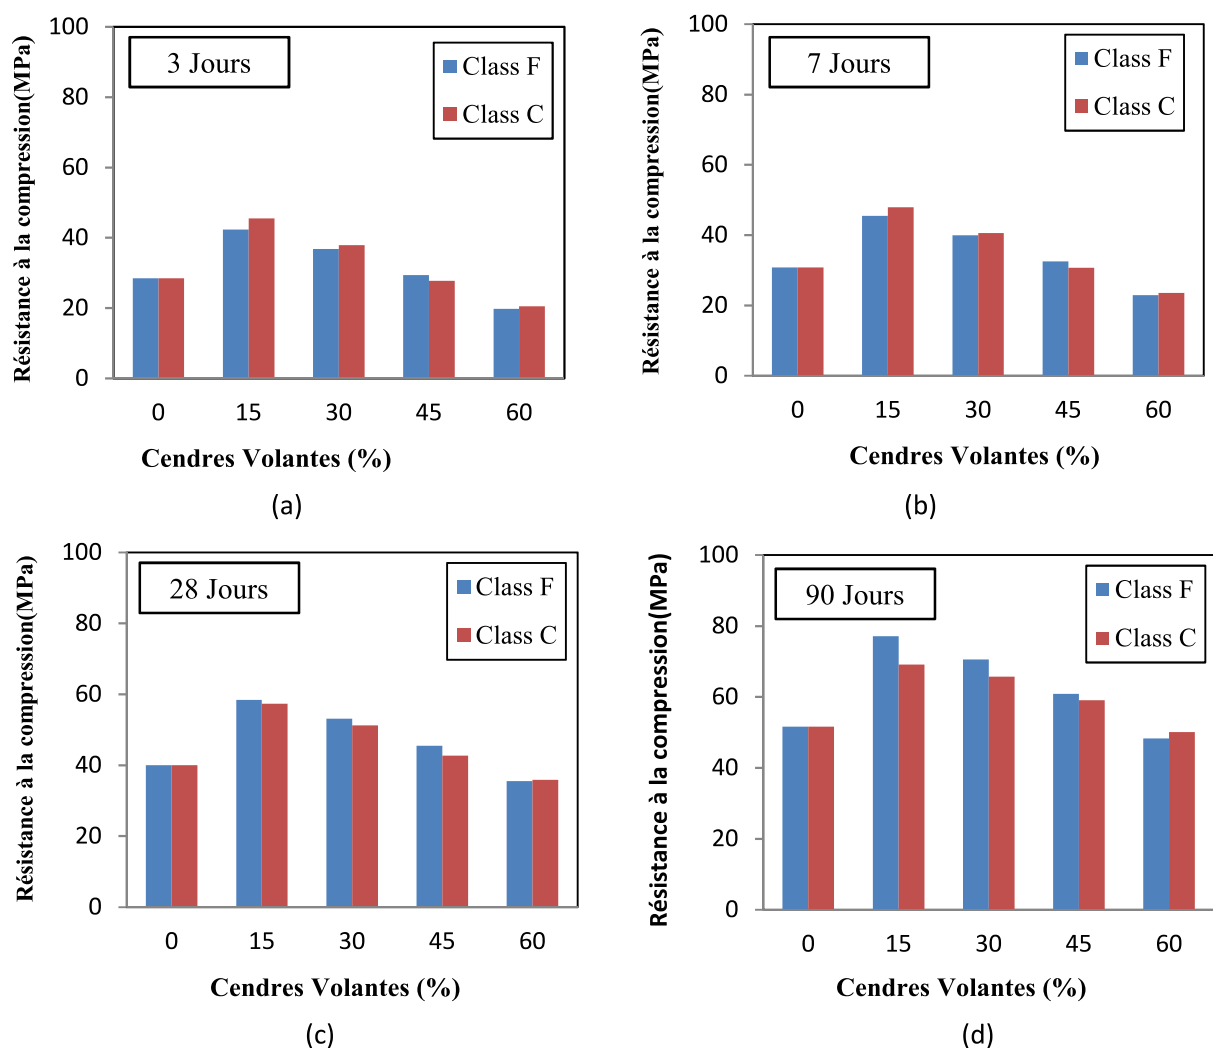 Résistance à la compression(MPa)
100
80
60
40
20
0
3 Jours
Class F
Class C
0 15 30 45 60
Cendres Volantes (%)
(a)
Résistance à la compression(MPa)
100
80
60
40
20
0
7 Jours
Class F
Class C
0 15 30 45 60
Cendres Volantes (%)
(b)
Résistance à la compression(MPa)
100
80
60
40
20
0
28 Jours
Class F
Class C
0 15 30 45 60
Cendres Volantes (%)
(c)
Résistance à la compression(MPa)
100
80
60
40
20
0
90 Jours
Class F
Class C
0 15 30 45 60
Cendres Volantes (%)
(d)